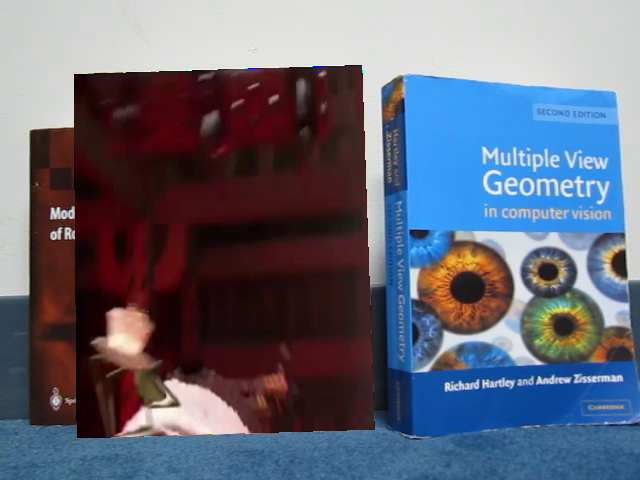 Mod
of Ro
Hartley and
Zisserman
Multiple View Geometry
SECOND EDITION
Multiple View
Geometry
in computer vision
Richard Hartley and Andrew Zisserman
CAMBRIDGE